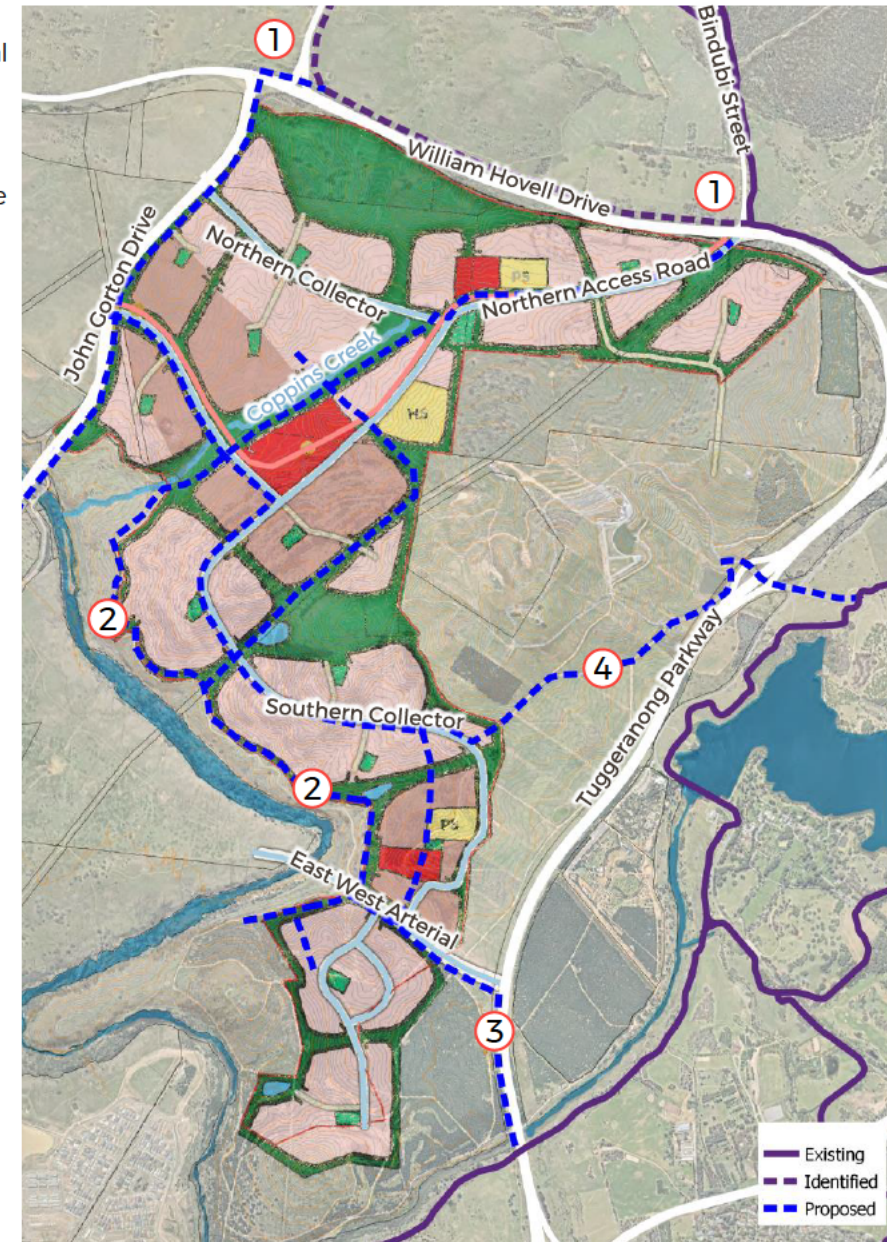 al
e
1
Bindubi Street
William Hovell Drive
1
John Gorton Drive
Northern Collector
PS
Northern Access Road
Coppins Creek
HS
2
4
Tuggeranong Parkway
Southern Collector
2
PS
East West Arterial
3
Existing
Identified
Proposed